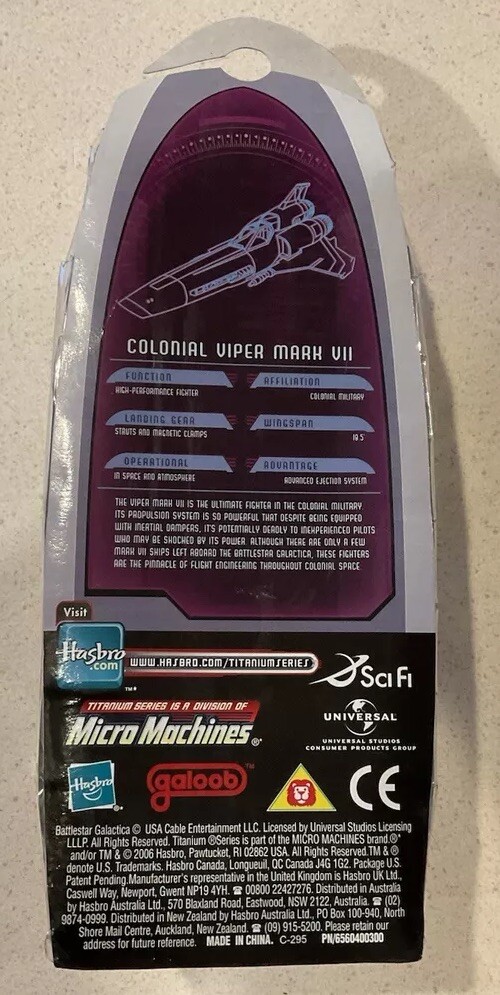 COLONIAL VIPER MARK VII
FUNCTION
HIGH-PERFORMANCE FIGHTER
AFFILIATION
COLONIAL MILITARY
LANDING GEAR
STRUTS AND MAGNETIC CLAMPS
WINGSPAN
18.5'
OPERATIONAL
IN SPACE AND ATMOSPHERE
ADVANTAGE
ADVANCED EJECTION SYSTEM
THE VIPER MARK VII IS THE ULTIMATE FIGHTER IN THE COLONIAL MILITARY
ITS PROPULSION SYSTEM IS SO POWERFUL THAT DESPITE BEING EQUIPPED
WITH INERTIAL DAMPERS, IT'S POTENTIALLY DEADLY TO INEXPERIENCED PILOTS
WHO MAY BE SHOCKED BY ITS POWER. ALTHOUGH THERE ARE ONLY A FEW
MARK VII SHIPS LEFT ABOARD THE BATTLESTAR GALACTICA, THESE FIGHTERS
ARE THE PINNACLE OF FLIGHT ENGINEERING THROUGHOUT COLONIAL SPACE.
Visit
Hasbro
.com
WWW.HASBRO.COM/TITANIUMSERIES
TM®
SCI FI
TITANIUM SERIES IS A DIVISION OF
Micro Machines®
UNIVERSAL
UNIVERSAL STUDIOS
CONSUMER PRODUCTS GROUP
Hasbro®
galoob™
CE
Battlestar Galactica © USA Cable Entertainment LLC. Licensed by Universal Studios Licensing
LLLP. All Rights Reserved. Titanium ®Series is part of the MICRO MACHINES brand.®
and/or TM & © 2006 Hasbro, Pawtucket, RI 02862 USA. All Rights Reserved.TM & ®
denote U.S. Trademarks. Hasbro Canada, Longueuil, QC Canada J4G 1G2. Package U.S.
Patent Pending.Manufacturer's representative in the United Kingdom is Hasbro UK Ltd.,
Caswell Way, Newport, Gwent NP19 4YH. ☎ 00800 22427276. Distributed in Australia
by Hasbro Australia Ltd., 570 Blaxland Road, Eastwood, NSW 2122, Australia. ☎ (02)
9874-0999. Distributed in New Zealand by Hasbro Australia Ltd., PO Box 100-940, North
Shore Mail Centre, Auckland, New Zealand. ☎ (09) 915-5200. Please retain our
address for future reference. MADE IN CHINA. C-295 PN/6560400300